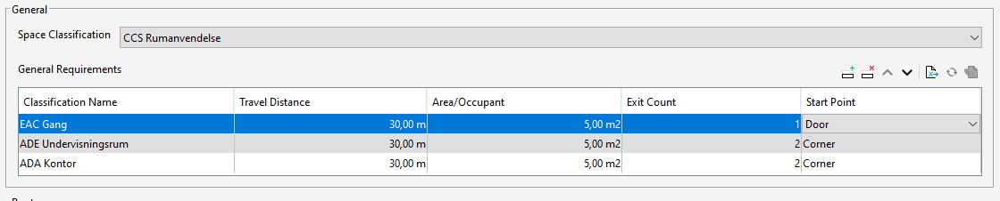 General
Space Classification CCS Rumanvendelse
General Requirements
Classification Name Travel Distance Area/Occupant Exit Count Start Point
EAC Gang 30,00 m 5,00 m2 1 Door
ADE Undervisningsrum 30,00 m 5,00 m2 2 Corner
ADA Kontor 30,00 m 5,00 m2 2 Corner